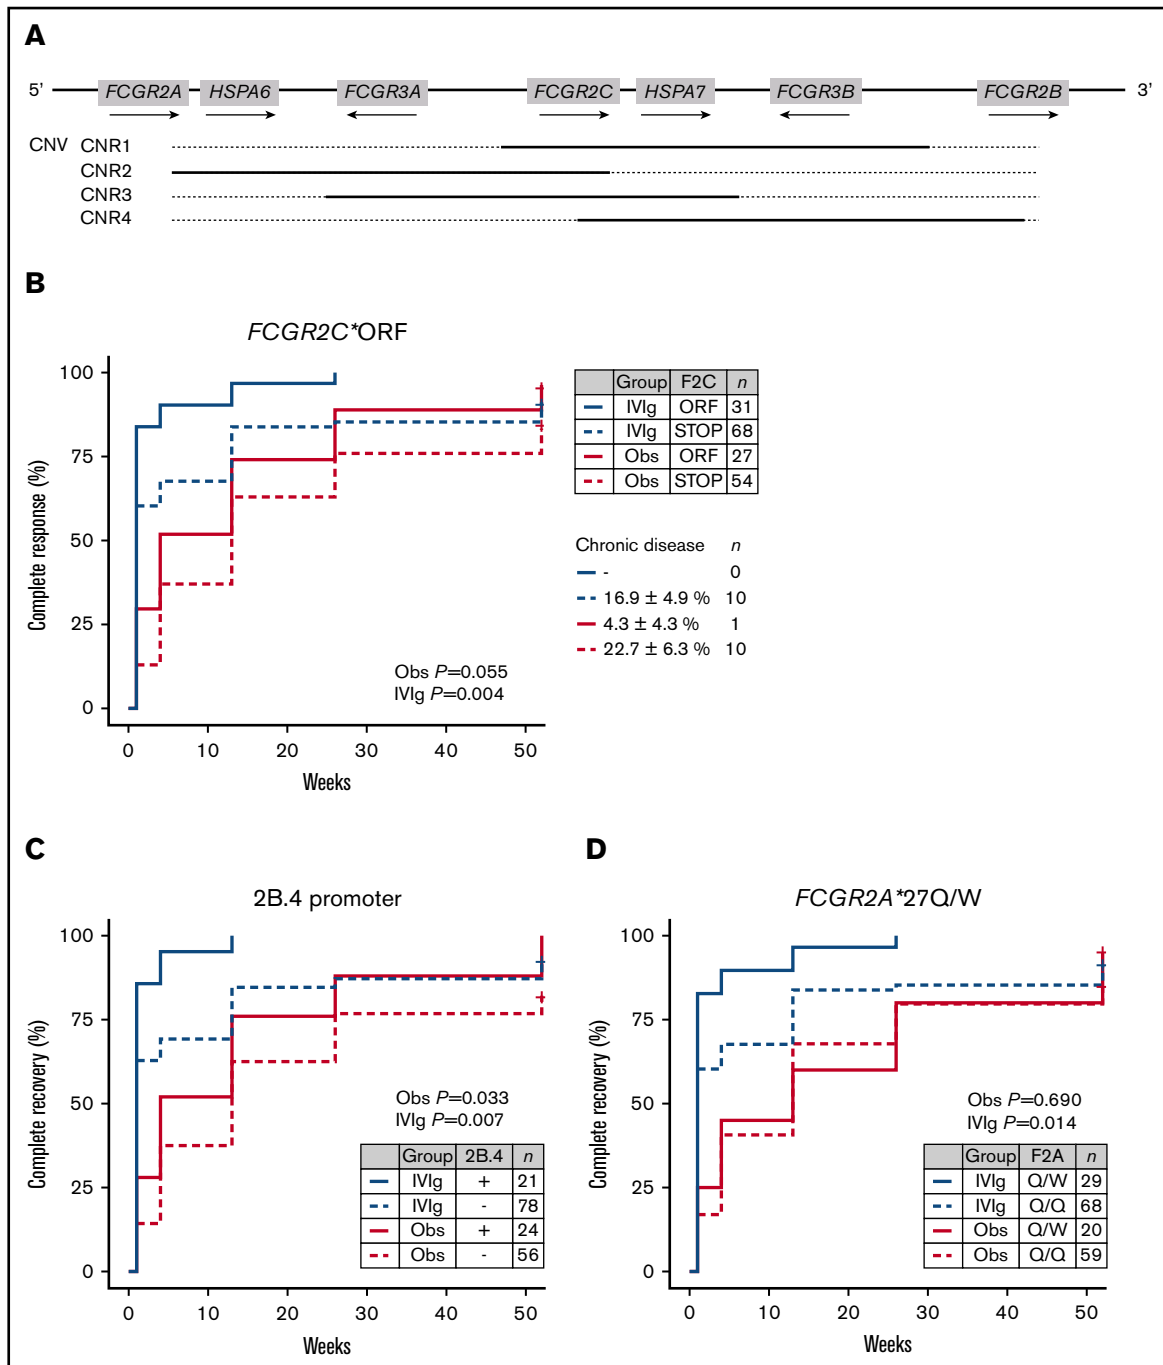 A
5’ FCGR2A HSPA6 FCGR3A FCGR2C HSPA7 FCGR3B FCGR2B 3’
CNV CNR1
CNR2
CNR3
CNR4
B
FCGR2C*ORF
Complete response (%)
100
75
50
25
0
0 10 20 30 40 50
Weeks
Obs P=0.055
IVIg P=0.004
Group F2C n
IVIg ORF 31
IVIg STOP 68
Obs ORF 27
Obs STOP 54
Chronic disease n
- 0
16.9 ± 4.9 % 10
4.3 ± 4.3 % 1
22.7 ± 6.3 % 10
C
2B.4 promoter
Complete recovery (%)
100
75
50
25
0
0 10 20 30 40 50
Weeks
Obs P=0.033
IVIg P=0.007
Group 2B.4 n
IVIg + 21
IVIg - 78
Obs + 24
Obs - 56
D
FCGR2A*27Q/W
Complete recovery (%)
100
75
50
25
0
0 10 20 30 40 50
Weeks
Obs P=0.690
IVIg P=0.014
Group F2A n
IVIg Q/W 29
IVIg Q/Q 68
Obs Q/W 20
Obs Q/Q 59